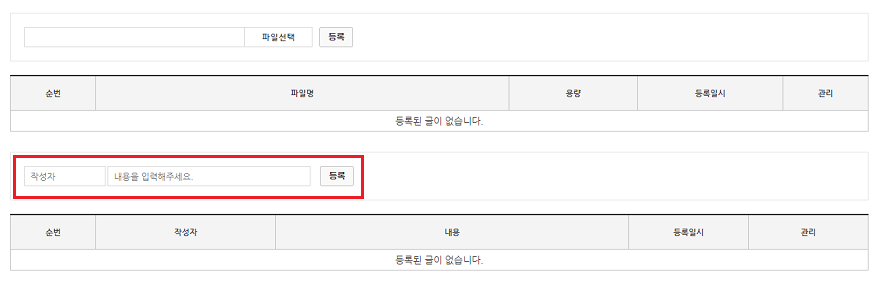 파일선택 등록
순번 파일명 용량 등록일시 관리
등록된 글이 없습니다.
작성자 내용을 입력해주세요. 등록
순번 작성자 내용 등록일시 관리
등록된 글이 없습니다.